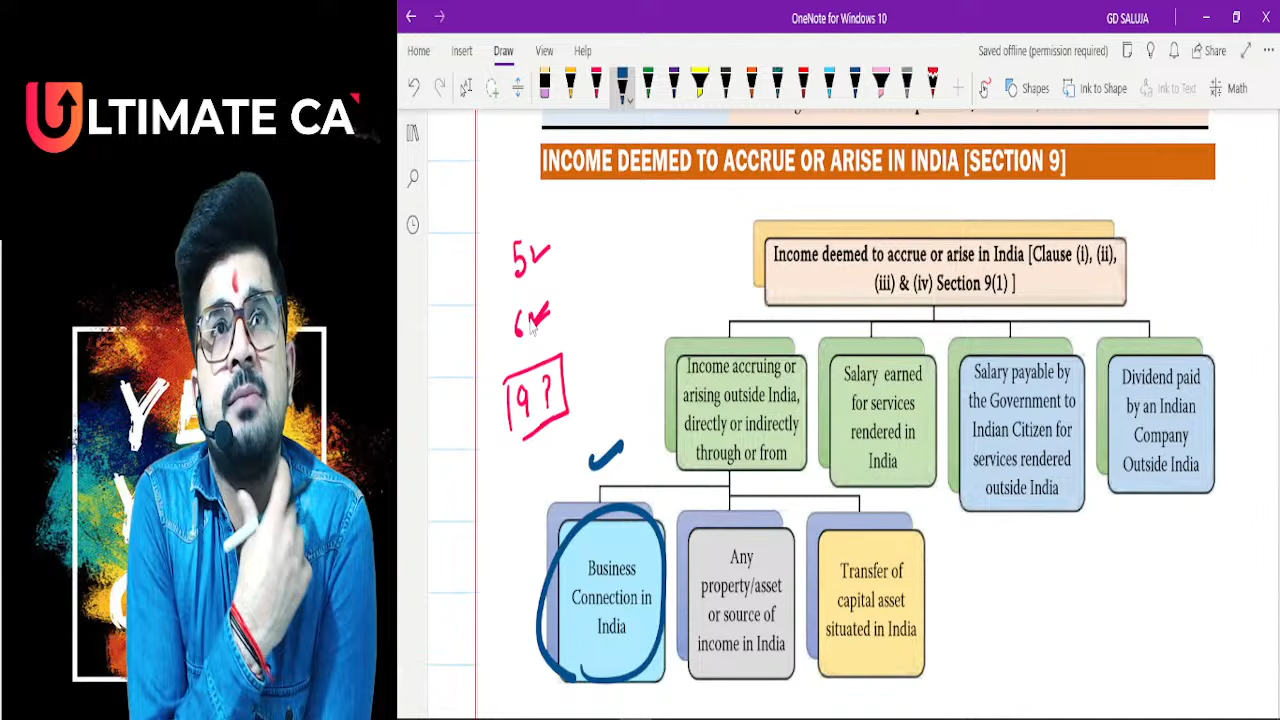 OneNote for Windows 10
GD SALUJA
Home Insert Draw View Help
Saved offline (permission required)
Share
Shapes
Ink to Shape
Ink to Text
Math
ULTIMATE CA
INCOME DEEMED TO ACCRUE OR ARISE IN INDIA [SECTION 9]
5 ✓
6 ✓
9 ?
Income deemed to accrue or arise in India [Clause (i), (ii),
(iii) & (iv) Section 9(1) ]
Income accruing or
arising outside India,
directly or indirectly
through or from
Salary earned
for services
rendered in
India
Salary payable by
the Government to
Indian Citizen for
services rendered
outside India
Dividend paid
by an Indian
Company
Outside India
Business
Connection in
India
Any
property/asset
or source of
income in India
Transfer of
capital asset
situated in India